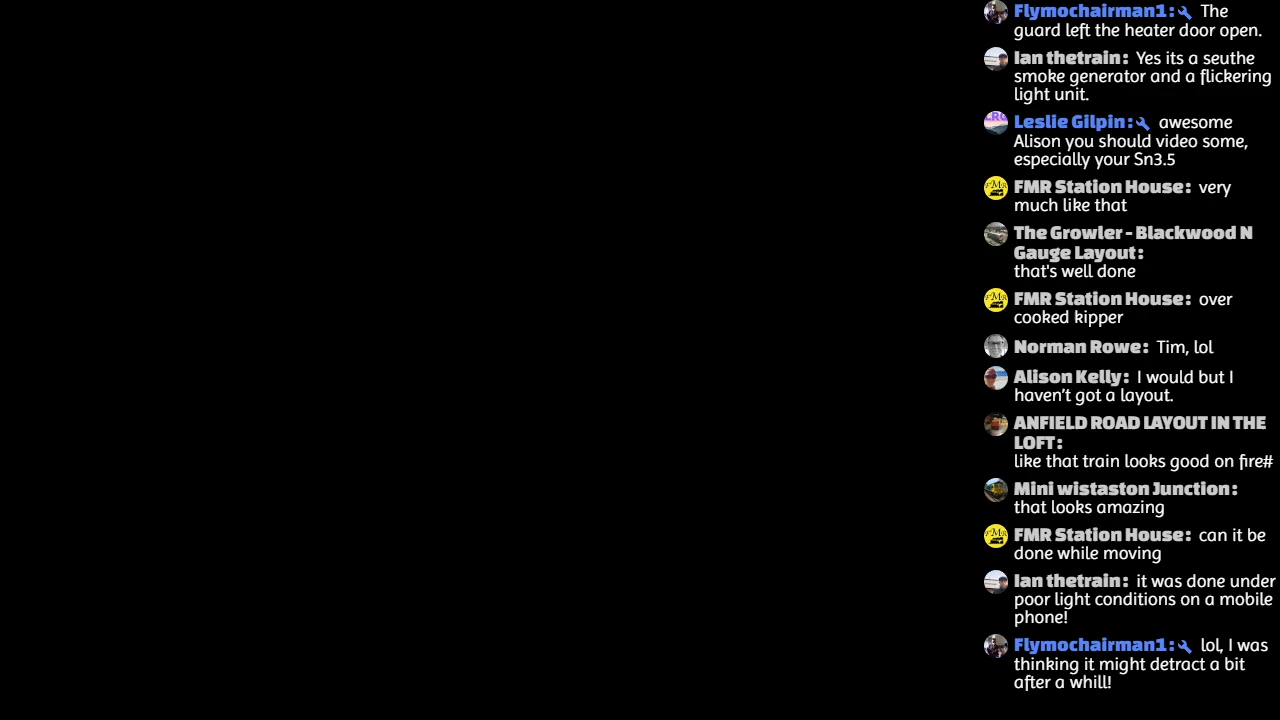 Flymochairman1: The
guard left the heater door open.
Ian thetrain: Yes its a seuthe
smoke generator and a flickering
light unit.
Leslie Gilpin: awesome
Alison you should video some,
especially your Sn3.5
FMR Station House: very
much like that
The Growler - Blackwood N
Gauge Layout:
that's well done
FMR Station House: over
cooked kipper
Norman Rowe: Tim, lol
Alison Kelly: I would but I
haven't got a layout.
ANFIELD ROAD LAYOUT IN THE
LOFT:
like that train looks good on fire#
Mini wistaston Junction:
that looks amazing
FMR Station House: can it be
done while moving
Ian thetrain: it was done under
poor light conditions on a mobile
phone!
Flymochairman1: lol, I was
thinking it might detract a bit
after a whill!